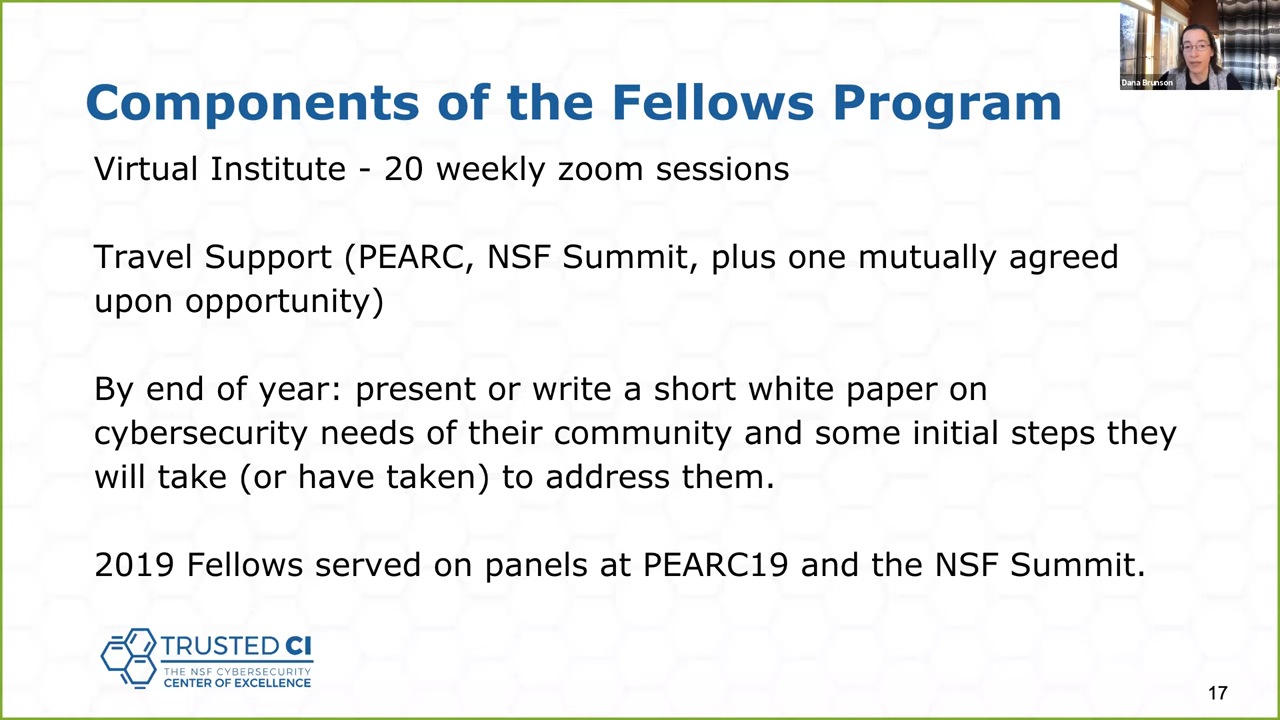 Dana Brunson
Components of the Fellows Program
Virtual Institute - 20 weekly zoom sessions
Travel Support (PEARC, NSF Summit, plus one mutually agreed
upon opportunity)
By end of year: present or write a short white paper on
cybersecurity needs of their community and some initial steps they
will take (or have taken) to address them.
2019 Fellows served on panels at PEARC19 and the NSF Summit.
TRUSTED CI
THE NSF CYBERSECURITY
CENTER OF EXCELLENCE
17